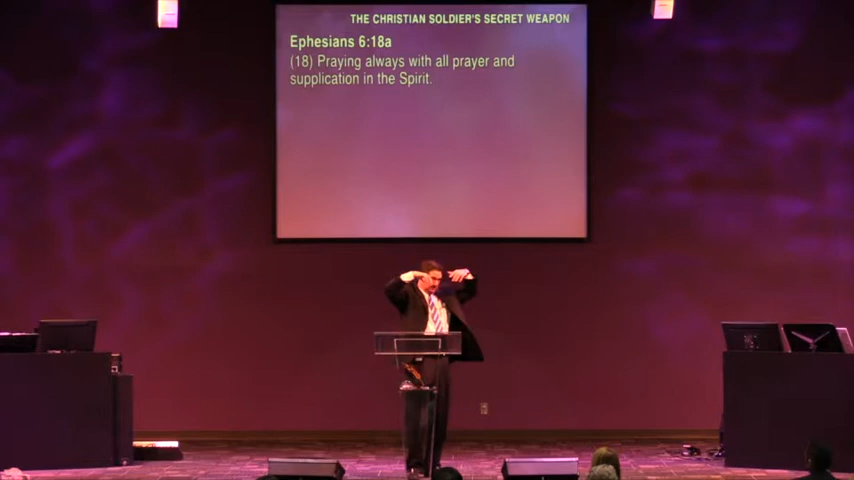 THE CHRISTIAN SOLDIER'S SECRET WEAPON
Ephesians 6:18a
(18) Praying always with all prayer and
supplication in the Spirit.